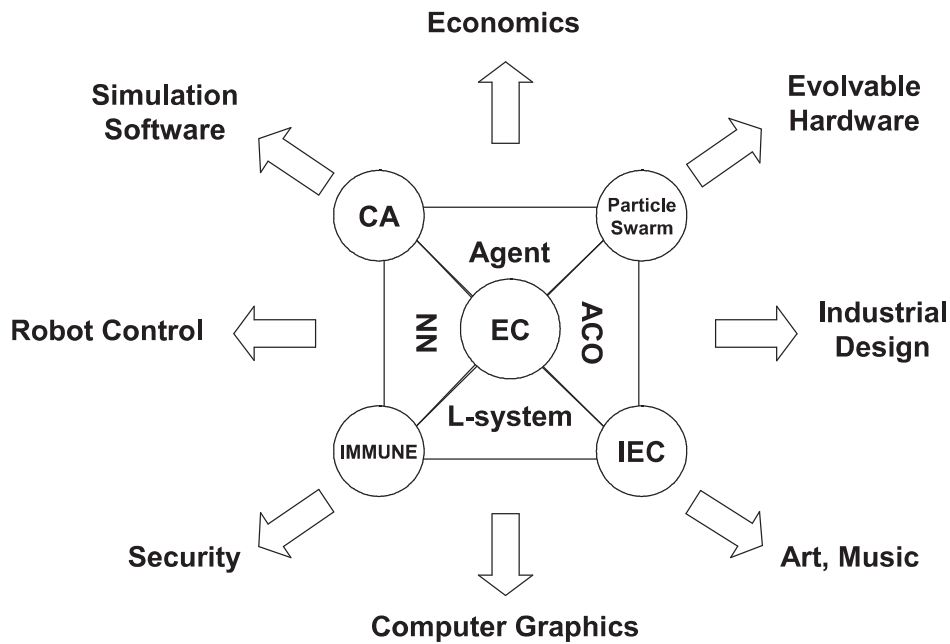 Economics
Simulation
Software
Evolvable
Hardware
CA
Particle
Swarm
Agent
Robot Control
NN
EC
ACO
Industrial
Design
L-system
IMMUNE
IEC
Security
Art, Music
Computer Graphics